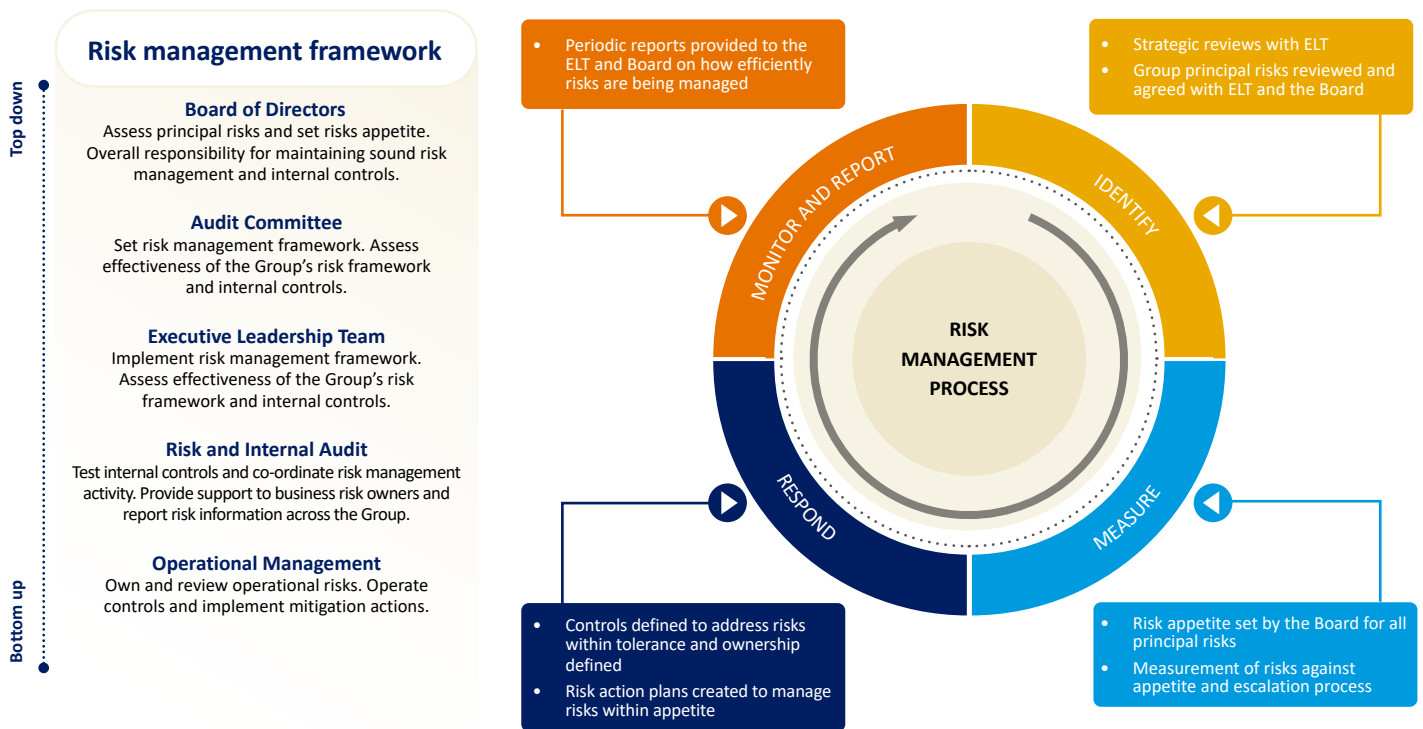 Risk management framework
Top down
Bottom up
Board of Directors
Assess principal risks and set risks appetite.
Overall responsibility for maintaining sound risk
management and internal controls.
Audit Committee
Set risk management framework. Assess
effectiveness of the Group’s risk framework
and internal controls.
Executive Leadership Team
Implement risk management framework.
Assess effectiveness of the Group’s risk
framework and internal controls.
Risk and Internal Audit
Test internal controls and co-ordinate risk management
activity. Provide support to business risk owners and
report risk information across the Group.
Operational Management
Own and review operational risks. Operate
controls and implement mitigation actions.
• Periodic reports provided to the
ELT and Board on how efficiently
risks are being managed
• Strategic reviews with ELT
• Group principal risks reviewed and
agreed with ELT and the Board
MONITOR AND REPORT
IDENTIFY
RISK
MANAGEMENT
PROCESS
RESPOND
MEASURE
• Controls defined to address risks
within tolerance and ownership
defined
• Risk action plans created to manage
risks within appetite
• Risk appetite set by the Board for all
principal risks
• Measurement of risks against
appetite and escalation process